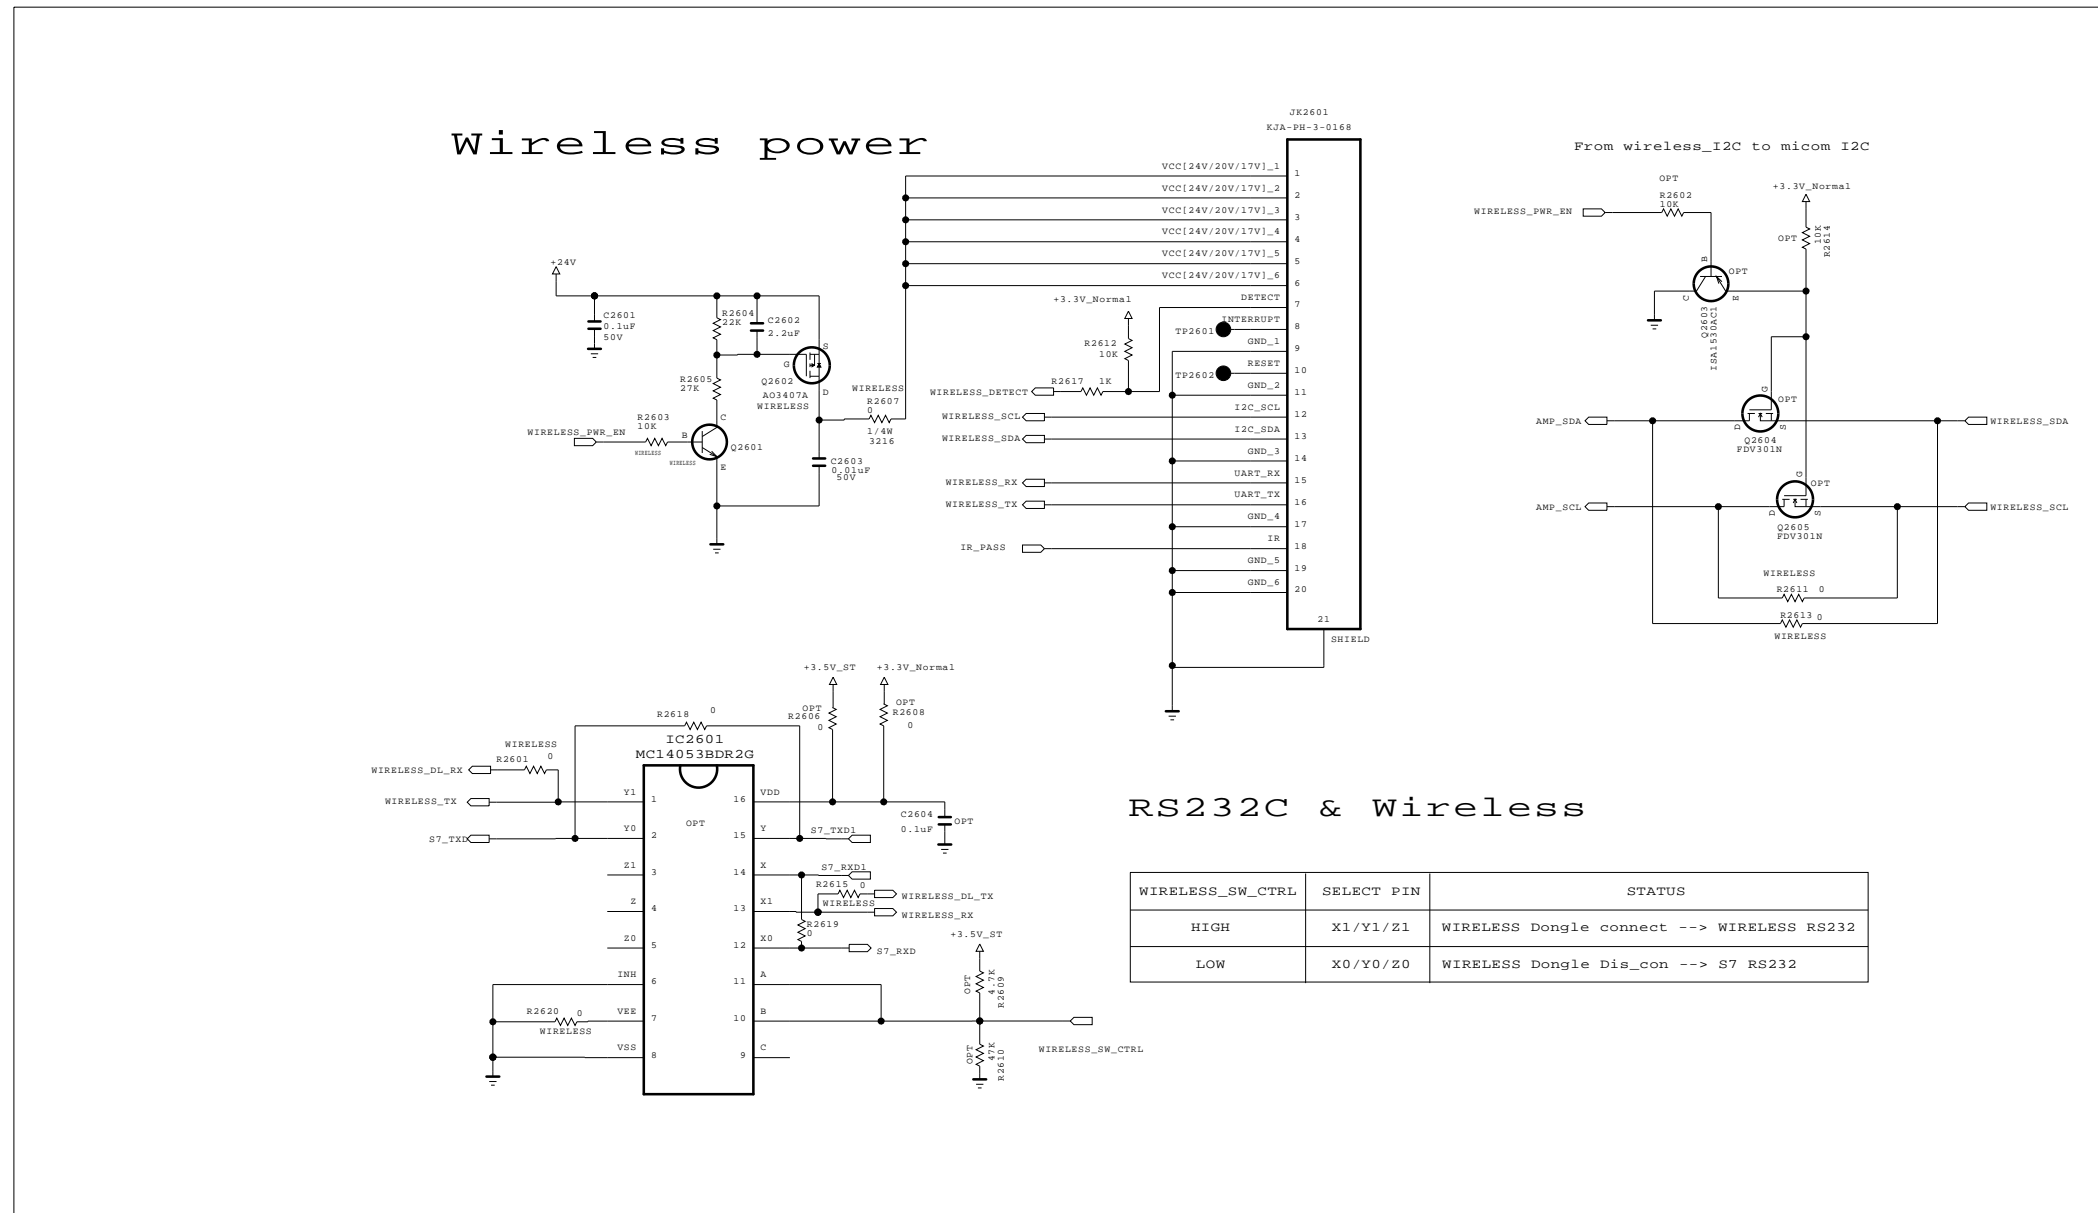 Wireless power
+24V
C2601
0.1uF
50V
R2604
22K
C2602
2.2uF
R2605
27K
G
S
D
Q2602
AO3407A
WIRELESS
R2603
10K
WIRELESS_PWR_EN
WIRELESS
B
C
E
Q2601
WIRELESS
WIRELESS
R2607
0
1/4W
3216
C2603
0.01uF
50V
JK2601
KJA-PH-3-0168
VCC[24V/20V/17V]_1 1
VCC[24V/20V/17V]_2 2
VCC[24V/20V/17V]_3 3
VCC[24V/20V/17V]_4 4
VCC[24V/20V/17V]_5 5
VCC[24V/20V/17V]_6 6
DETECT 7
INTERRUPT 8
GND_1 9
RESET 10
GND_2 11
I2C_SCL 12
I2C_SDA 13
GND_3 14
UART_RX 15
UART_TX 16
GND_4 17
IR 18
GND_5 19
GND_6 20
21
SHIELD
+3.3V_Normal
R2612
10K
TP2601
TP2602
R2617 1K
WIRELESS_DETECT
WIRELESS_SCL
WIRELESS_SDA
WIRELESS_RX
WIRELESS_TX
IR_PASS
From wireless_I2C to micom I2C
OPT
R2602
10K
WIRELESS_PWR_EN
+3.3V_Normal
OPT
10K
R2614
B
OPT
C
E
Q2603
ISA1530AC1
G
OPT
AMP_SDA
D
S
WIRELESS_SDA
Q2604
FDV301N
G
OPT
AMP_SCL
D
S
WIRELESS_SCL
Q2605
FDV301N
WIRELESS
R2611 0
R2613 0
WIRELESS
+3.5V_ST
+3.3V_Normal
OPT
R2606
0
OPT
R2608
0
R2618 0
IC2601
MC14053BDR2G
OPT
WIRELESS
R2601 0
WIRELESS_DL_RX
WIRELESS_TX
S7_TXD
Y1 1
Y0 2
Z1 3
Z 4
Z0 5
INH 6
VEE 7
VSS 8
16 VDD
15 Y
14 X
13 X1
12 X0
11 A
10 B
9 C
R2620 0
WIRELESS
C2604
0.1uF
OPT
S7_TXD1
S7_RXD1
R2615 0
WIRELESS
WIRELESS_DL_TX
WIRELESS_RX
R2619
0
S7_RXD
+3.5V_ST
OPT
4.7K
R2609
OPT
47K
R2610
WIRELESS_SW_CTRL
RS232C & Wireless
WIRELESS_SW_CTRL SELECT PIN STATUS
HIGH X1/Y1/Z1 WIRELESS Dongle connect --> WIRELESS RS232
LOW X0/Y0/Z0 WIRELESS Dongle Dis_con --> S7 RS232